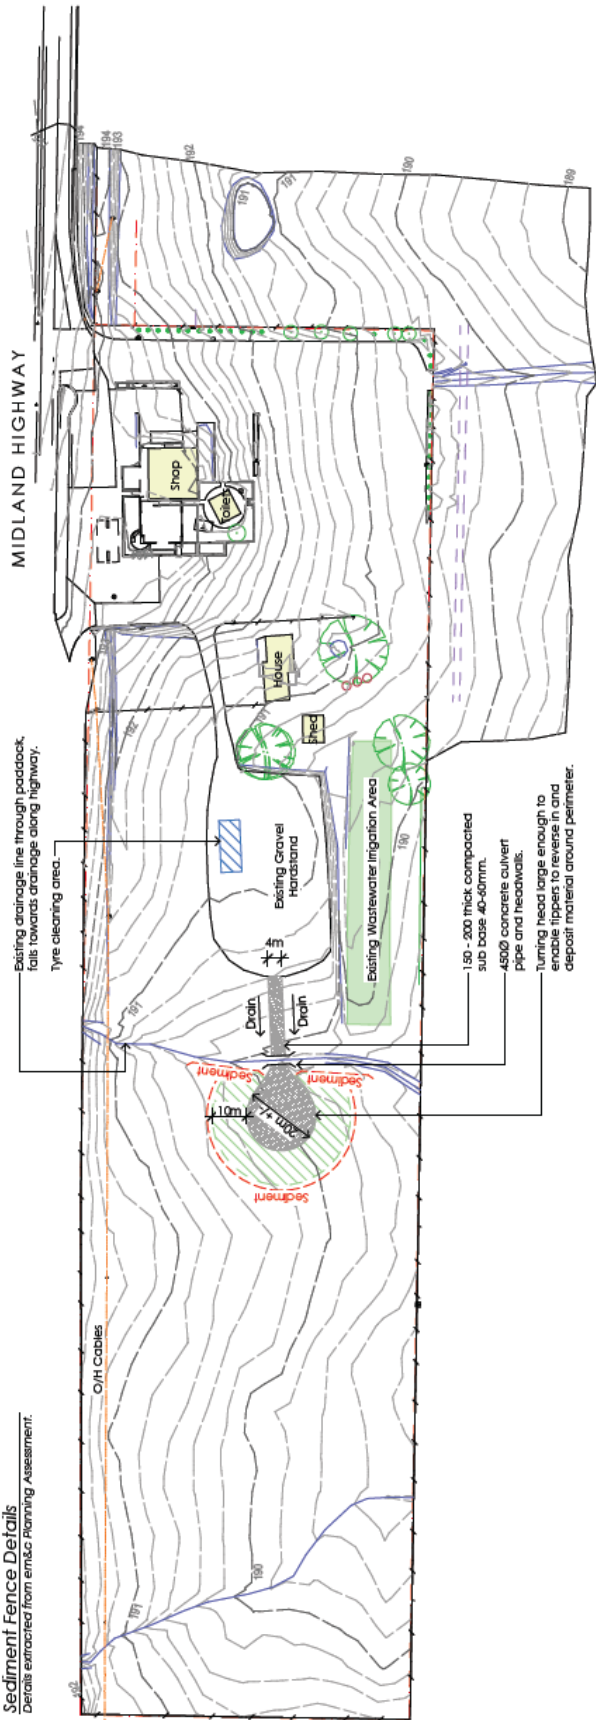 Sediment Fence Details
Details extracted from em&c Planning Assessment.
MIDLAND HIGHWAY
Existing drainage line through paddock,
falls towards drainage along highway.
Tyre cleaning area.
O/H Cables
Shop
Toilets
House
Shed
Existing Gravel
Hardstand
Existing Wastewater Irrigation Area
4m
Drain
Drain
Sediment
Sediment
Sediment
10m
20m +/-
150 - 200 thick compacted
sub base 40-60mm.
450Ø concrete culvert
pipe and headwalls.
Turning head large enough to
enable tippers to reverse in and
deposit material around perimeter.
194
194
193
192
191
191
190
189
192
191
191
190
192
191
190